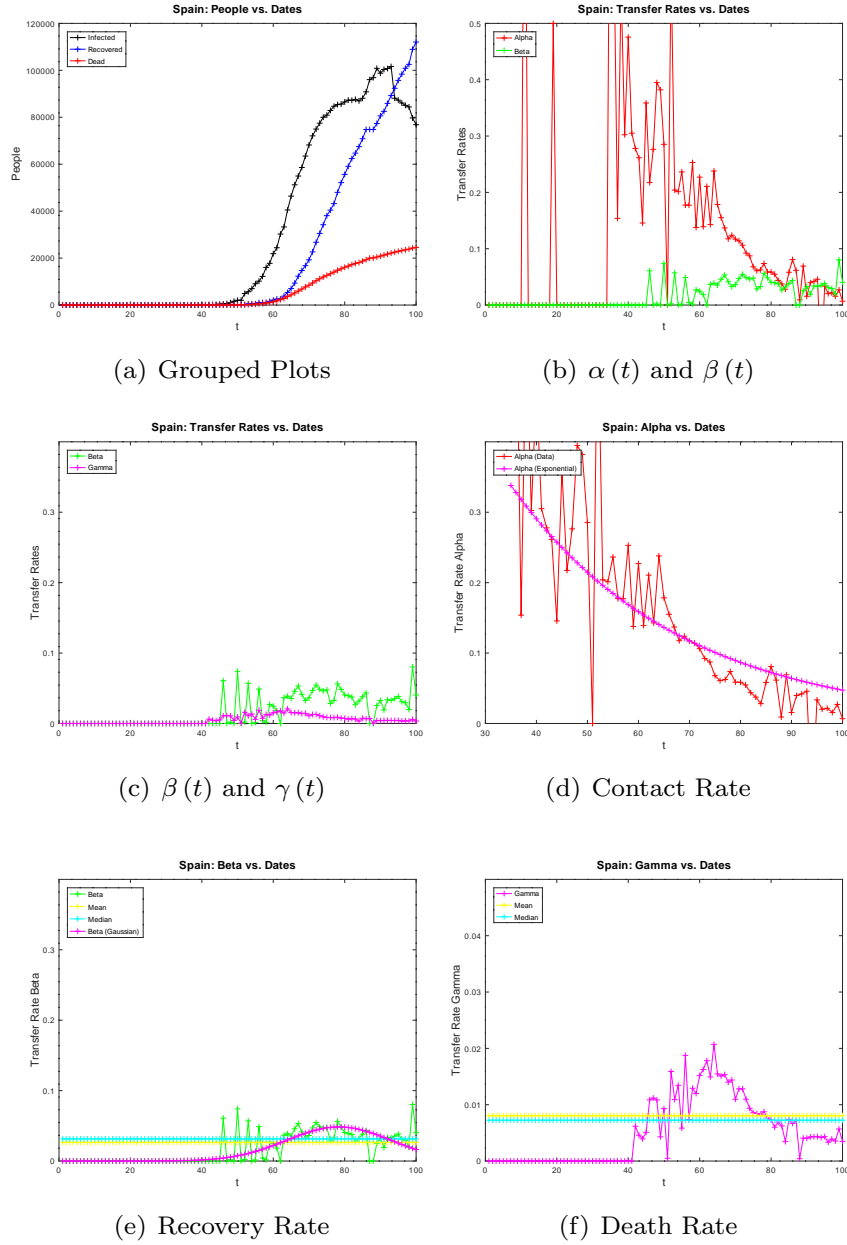 Spain: People vs. Dates
120000
100000
80000
60000
40000
20000
0
People
Infected
Recovered
Dead
0 20 40 60 80 100
t
(a) Grouped Plots
Spain: Transfer Rates vs. Dates
0.5
0.4
0.3
0.2
0.1
0
Transfer Rates
Alpha
Beta
0 20 40 60 80 100
t
(b) α (t) and β (t)
Spain: Transfer Rates vs. Dates
0.3
0.2
0.1
0
Transfer Rates
Beta
Gamma
0 20 40 60 80 100
t
(c) β (t) and γ (t)
Spain: Alpha vs. Dates
0.3
0.2
0.1
0
Transfer Rate Alpha
Alpha (Data)
Alpha (Exponential)
30 40 50 60 70 80 90 100
t
(d) Contact Rate
Spain: Beta vs. Dates
0.3
0.2
0.1
0
Transfer Rate Beta
Beta
Mean
Median
Beta (Gaussian)
0 20 40 60 80 100
t
(e) Recovery Rate
Spain: Gamma vs. Dates
0.04
0.03
0.02
0.01
0
Transfer Rate Gamma
Gamma
Mean
Median
0 20 40 60 80 100
t
(f) Death Rate